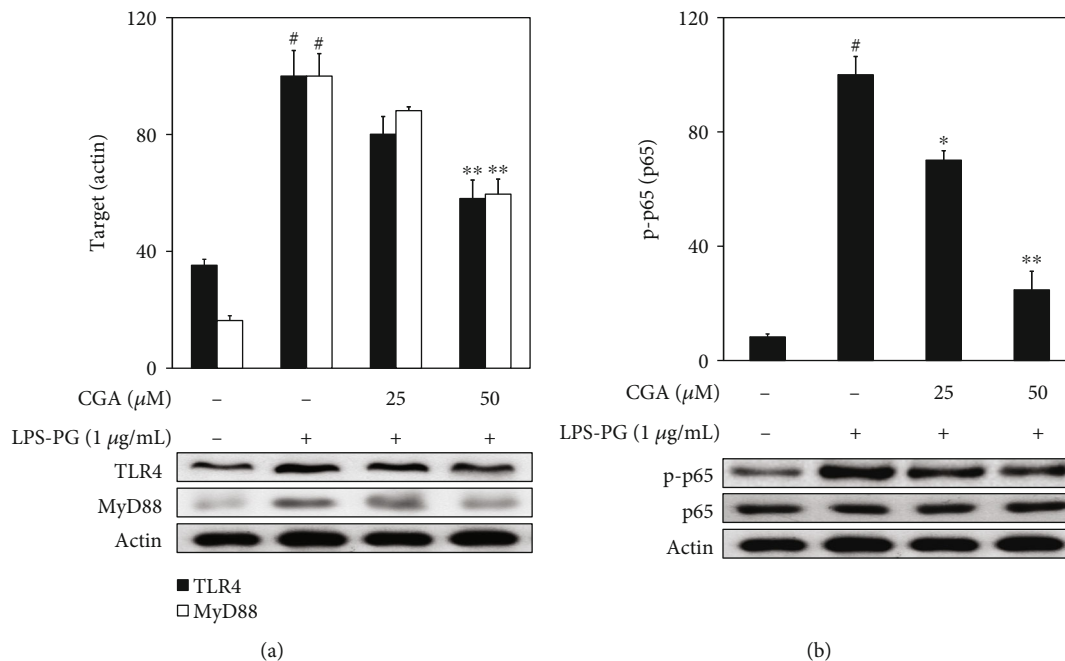 120
80
40
0
Target (actin)
# #
** **
CGA (μM) – – 25 50
LPS-PG (1 μg/mL) – + + +
TLR4
MyD88
Actin
TLR4
MyD88
(a)
120
80
40
0
p-p65 (p65)
#
*
**
CGA (μM) – – 25 50
LPS-PG (1 μg/mL) – + + +
p-p65
p65
Actin
(b)